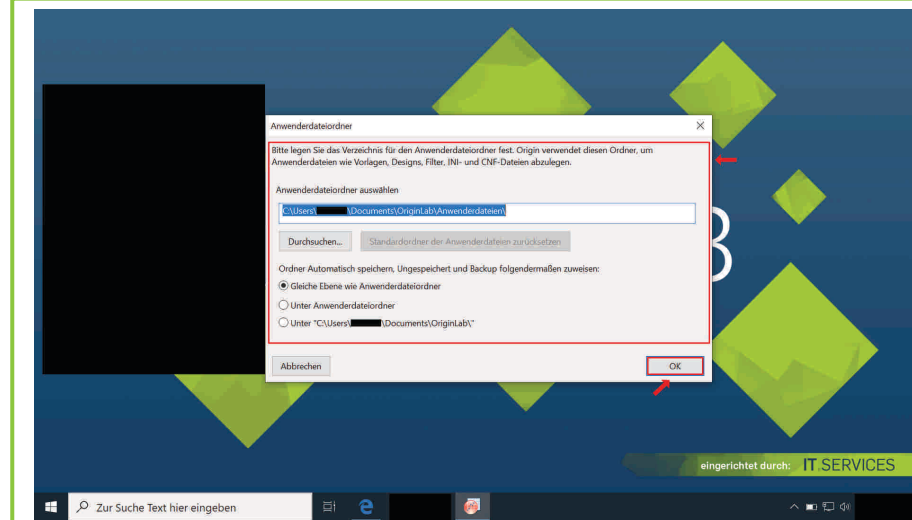 Anwenderdateiordner
Bitte legen Sie das Verzeichnis für den Anwenderdateiordner fest. Origin verwendet diesen Ordner, um
Anwenderdateien wie Vorlagen, Designs, Filter, INI- und CNF-Dateien abzulegen.
Anwenderdateiordner auswählen
C:\Users\ \Documents\OriginLab\Anwenderdateien\
Durchsuchen... Standardordner der Anwenderdateien zurücksetzen
Ordner Automatisch speichern, Ungespeichert und Backup folgendermaßen zuweisen:
Gleiche Ebene wie Anwenderdateiordner
Unter Anwenderdateiordner
Unter "C:\Users\ \Documents\OriginLab\"
Abbrechen OK
eingerichtet durch: IT.SERVICES
Zur Suche Text hier eingeben